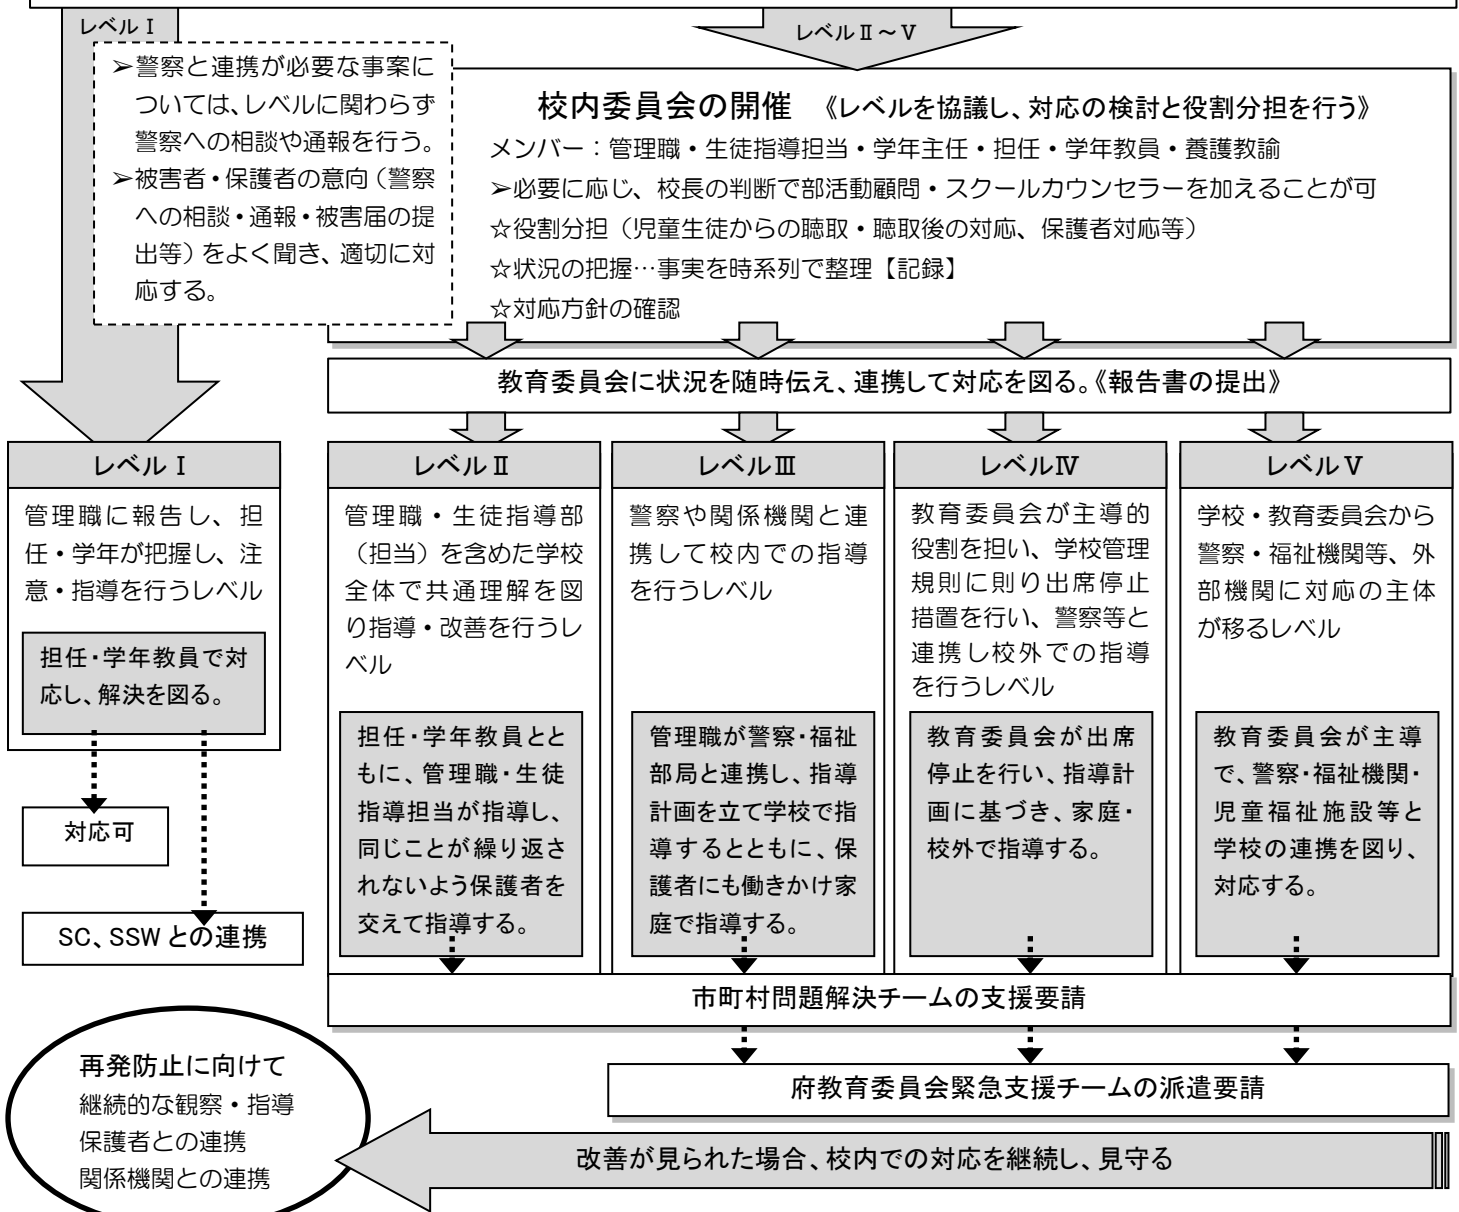 レベルⅠ
レベルⅡ～Ⅴ
➢警察と連携が必要な事案に
ついては、レベルに関わらず
警察への相談や通報を行う。
➢被害者・保護者の意向（警察
への相談・通報・被害届の提
出等）をよく聞き、適切に対
応する。
校内委員会の開催 《レベルを協議し、対応の検討と役割分担を行う》
メンバー：管理職・生徒指導担当・学年主任・担任・学年教員・養護教諭
➢必要に応じ、校長の判断で部活動顧問・スクールカウンセラーを加えることが可
☆役割分担（児童生徒からの聴取・聴取後の対応、保護者対応等）
☆状況の把握…事実を時系列で整理【記録】
☆対応方針の確認
教育委員会に状況を随時伝え、連携して対応を図る。《報告書の提出》
レベルⅠ
管理職に報告し、担
任・学年が把握し、注
意・指導を行うレベル
担任・学年教員で対
応し、解決を図る。
対応可
SC、SSWとの連携
レベルⅡ
管理職・生徒指導部
（担当）を含めた学校
全体で共通理解を図
り指導・改善を行うレ
ベル
担任・学年教員とと
もに、管理職・生徒
指導担当が指導し、
同じことが繰り返さ
れないよう保護者を
交えて指導する。
レベルⅢ
警察や関係機関と連
携して校内での指導
を行うレベル
管理職が警察・福祉
部局と連携し、指導
計画を立て学校で指
導するとともに、保
護者にも働きかけ家
庭で指導する。
レベルⅣ
教育委員会が主導的
役割を担い、学校管理
規則に則り出席停止
措置を行い、警察等と
連携し校外での指導
を行うレベル
教育委員会が出席
停止を行い、指導計
画に基づき、家庭・
校外で指導する。
レベルⅤ
学校・教育委員会から
警察・福祉機関等、外
部機関に対応の主体
が移るレベル
教育委員会が主導
で、警察・福祉機関・
児童福祉施設等と
学校の連携を図り、
対応する。
市町村問題解決チームの支援要請
府教育委員会緊急支援チームの派遣要請
改善が見られた場合、校内での対応を継続し、見守る
再発防止に向けて
継続的な観察・指導
保護者との連携
関係機関との連携